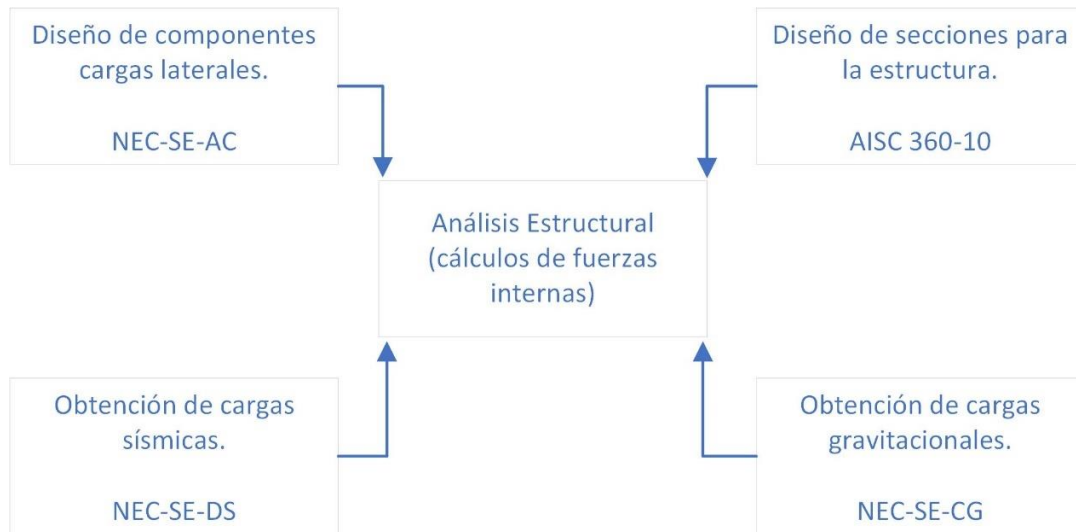 Diseño de componentes
cargas laterales.
NEC-SE-AC
Diseño de secciones para
la estructura.
AISC 360-10
Análisis Estructural
(cálculos de fuerzas
internas)
Obtención de cargas
sísmicas.
NEC-SE-DS
Obtención de cargas
gravitacionales.
NEC-SE-CG